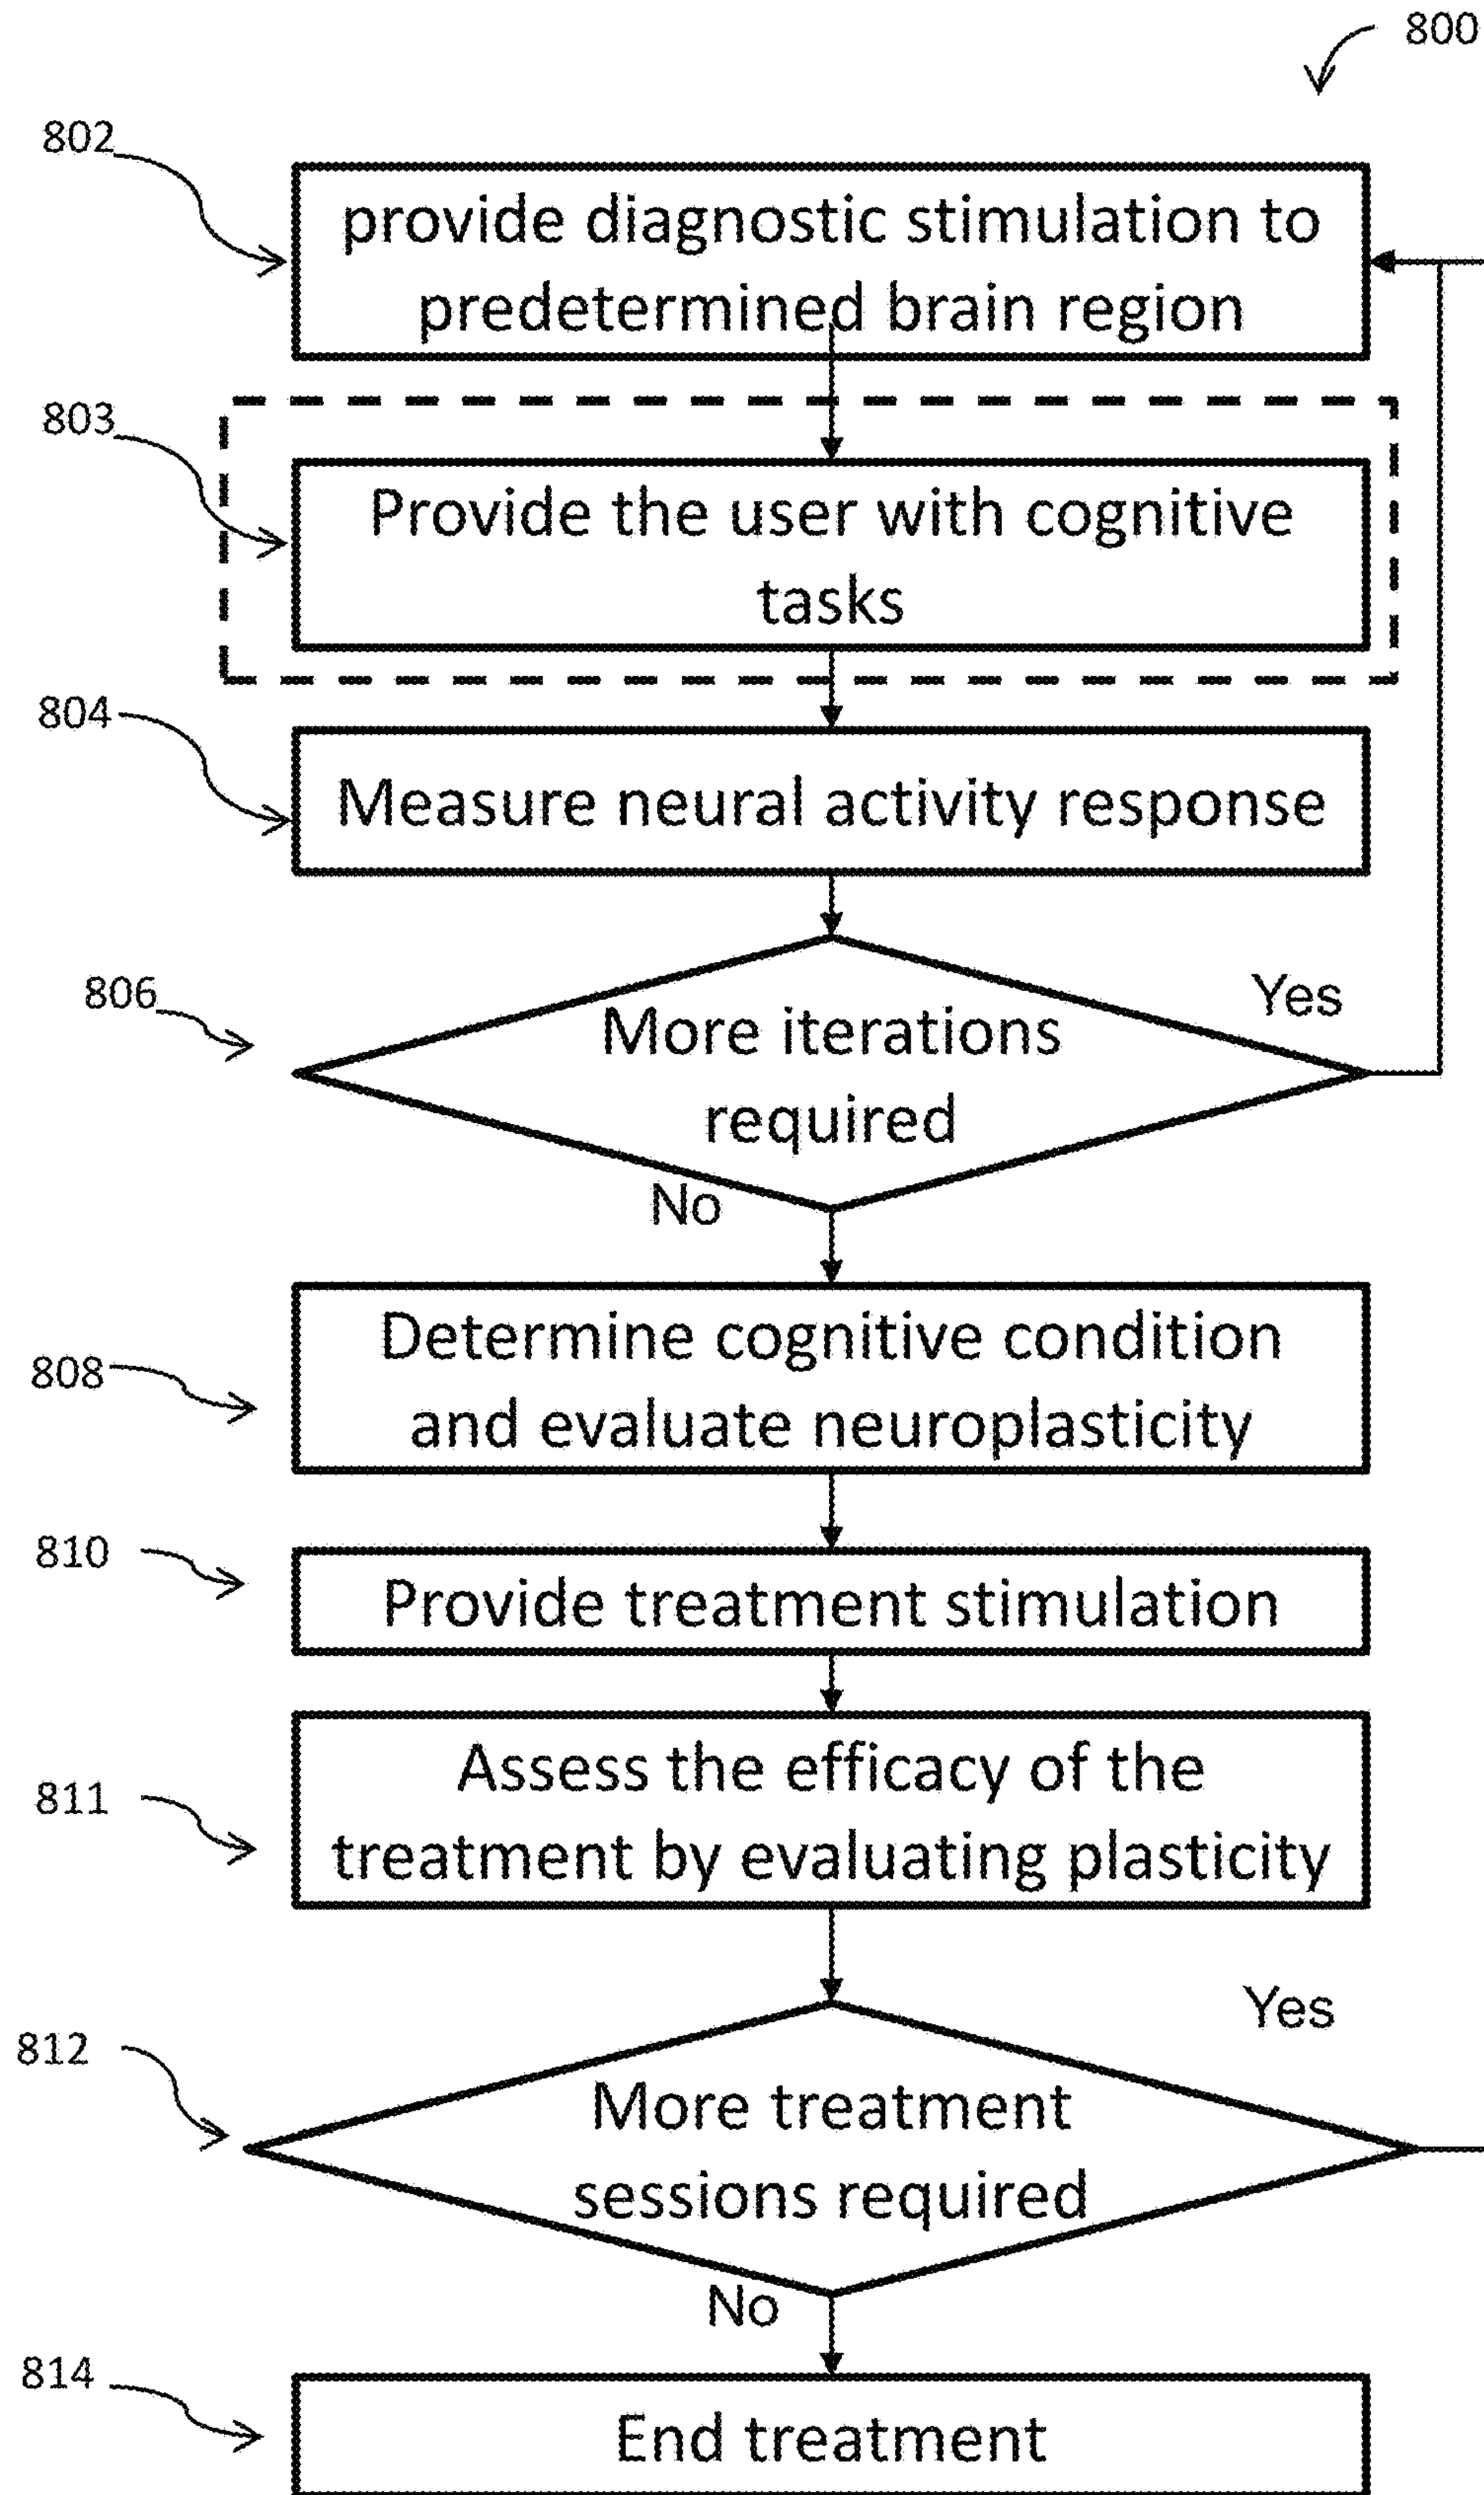 800
802
provide diagnostic stimulation to
predetermined brain region
803
Provide the user with cognitive
tasks
804
Measure neural activity response
806
More iterations
required
Yes
No
808
Determine cognitive condition
and evaluate neuroplasticity
810
Provide treatment stimulation
811
Assess the efficacy of the
treatment by evaluating plasticity
812
Yes
More treatment
sessions required
No
814
End treatment